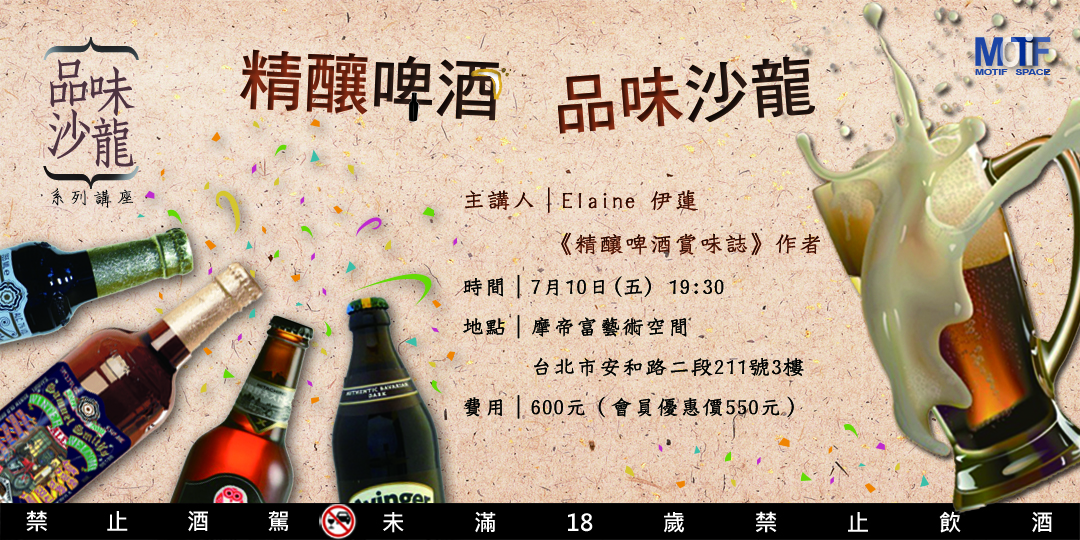 品味
沙龍
系列講座
精釀啤酒 品味沙龍
MOTIF
MOTIF SPACE
主講人｜Elaine 伊蓮
《精釀啤酒賞味誌》作者
時間｜7月10日(五) 19:30
地點｜摩帝富藝術空間
台北市安和路二段211號3樓
費用｜600元（會員優惠價550元）
AUTHENTIC BAVARIAN
DARK
Samuel Smith's
winger
禁止酒駕 未滿18歲禁止飲酒